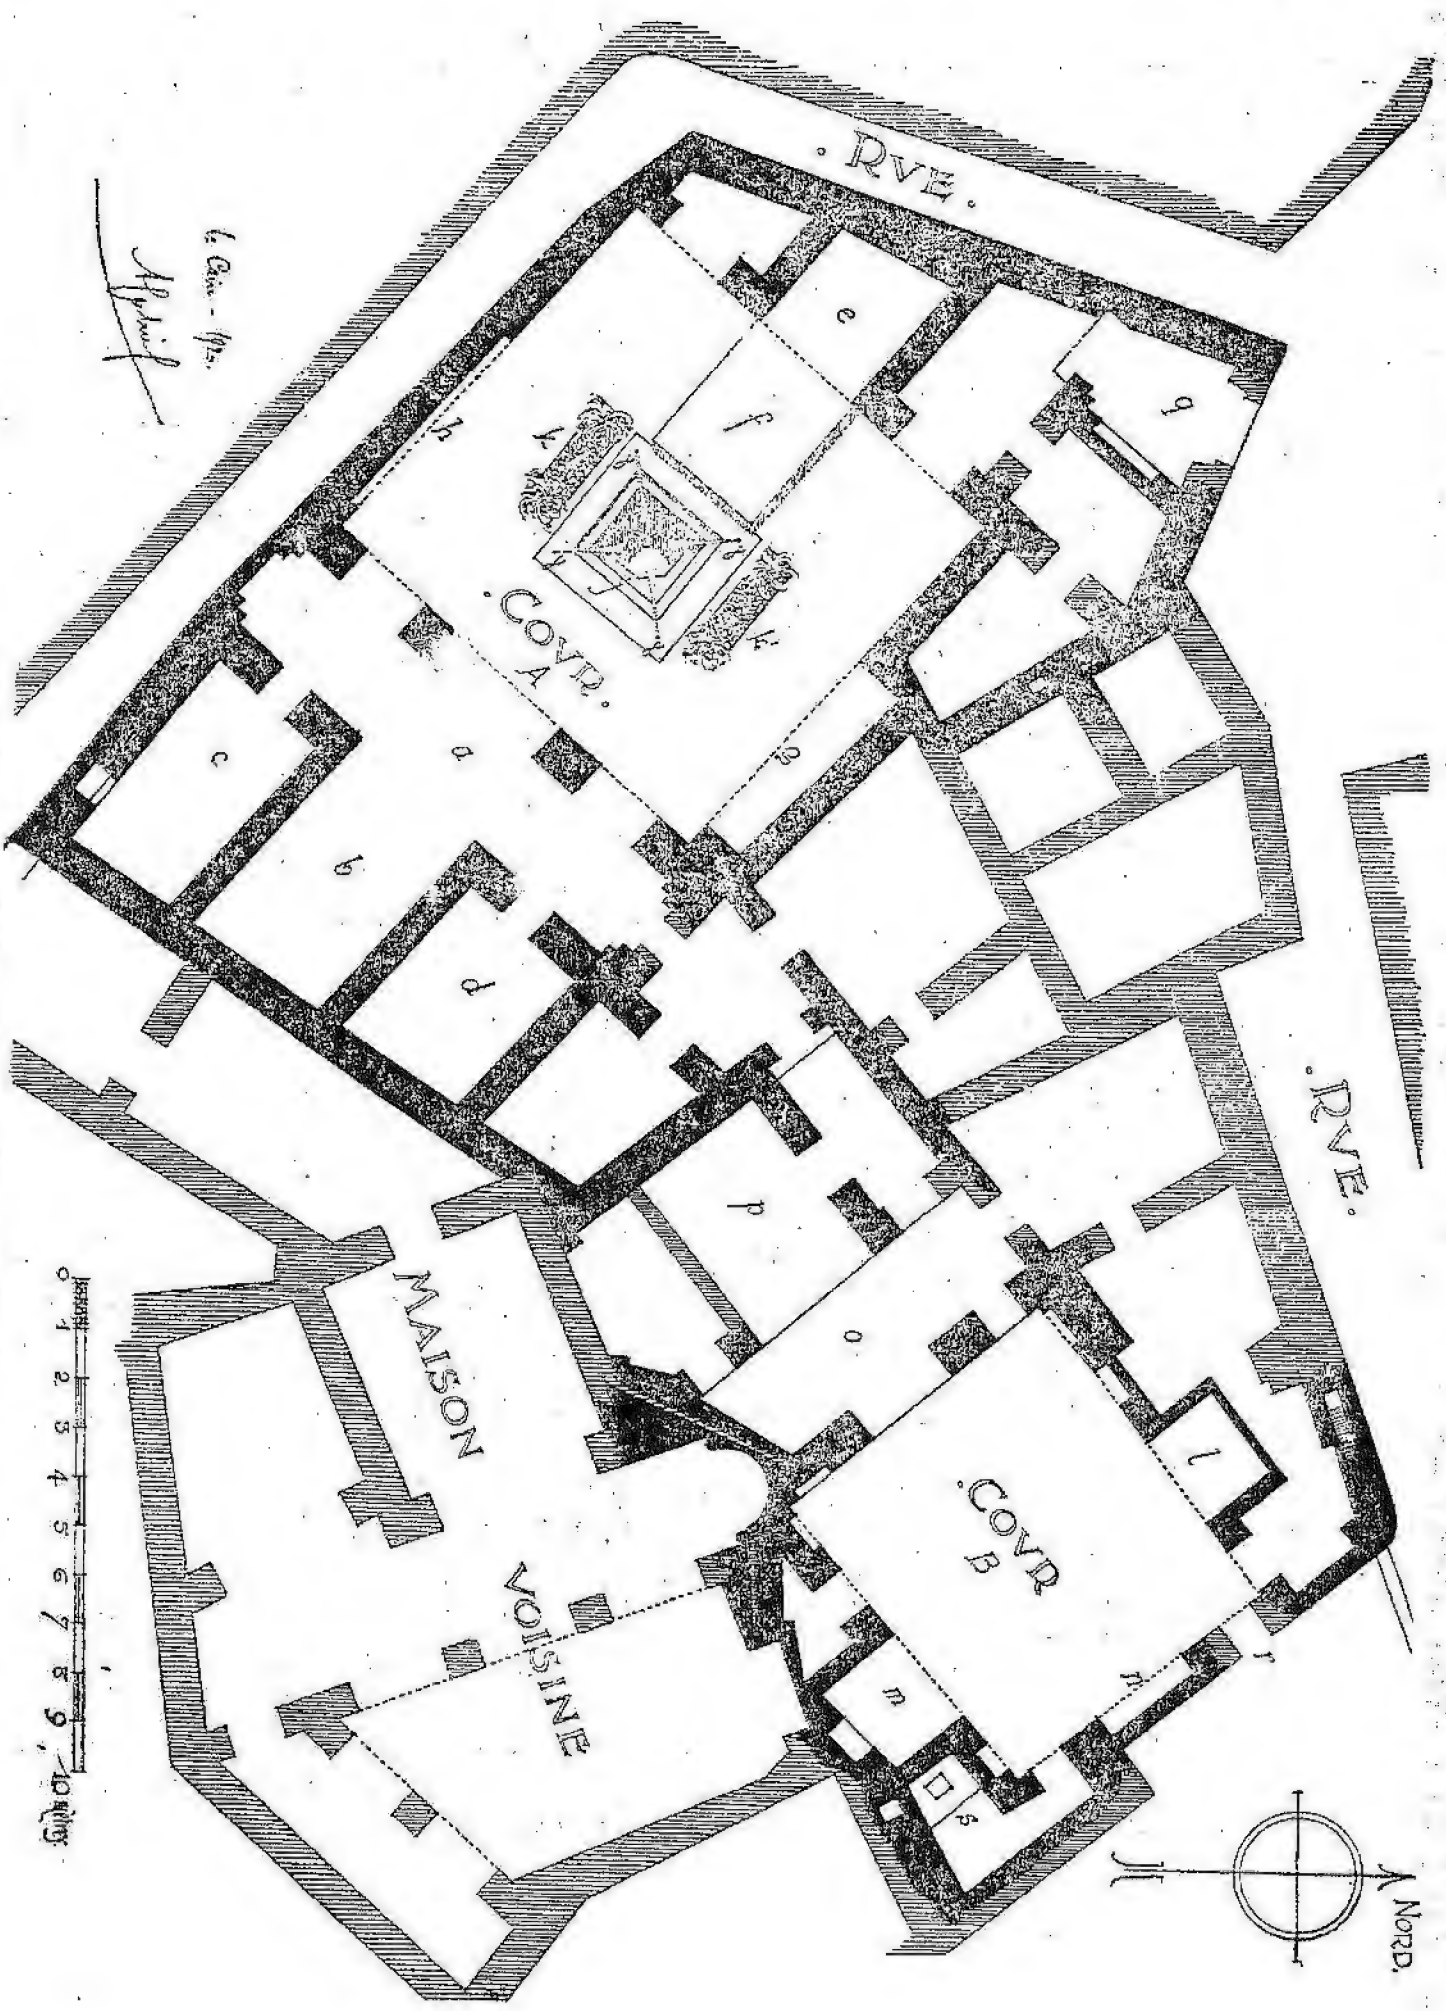 . RVE .
e
q
f
h
k
y
y
y
y
j
k
. COVR .
A
g
a
c
b
d
. RVE .
p
o
l
. COVR
B
r
n
m
s
MAISON
VOISINE
0 1 2 3 4 5 6 7 8 9 10
NORD.